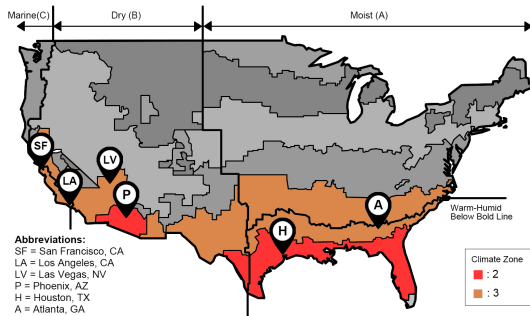 Marine(C) Dry (B) Moist (A)
SF
LV
LA
P
A
H
Warm-Humid
Below Bold Line
Abbreviations:
SF = San Francisco, CA
LA = Los Angeles, CA
LV = Las Vegas, NV
P = Phoenix, AZ
H = Houston, TX
A = Atlanta, GA
Climate Zone
: 2
: 3